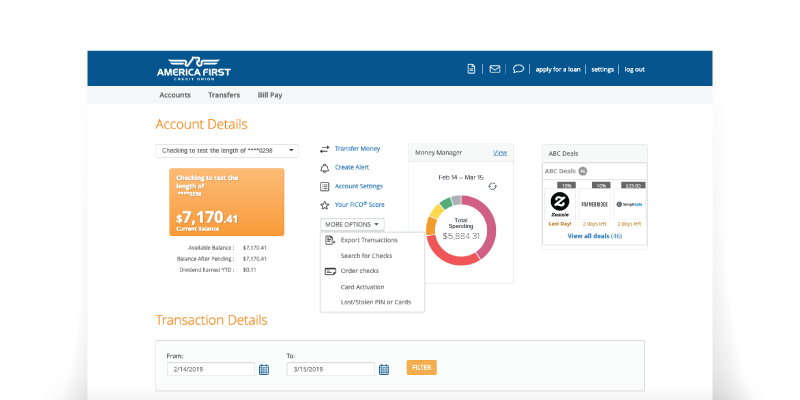 AMERICA FIRST
CREDIT UNION
apply for a loan
settings
log out
Accounts
Transfers
Bill Pay
Account Details
Checking to test the length of ****0298
Checking to test the
length of
****0298
$7,170.41
Current Balance
Available Balance : $7,170.41
Balance After Pending : $7,170.41
Dividend Earned YTD : $0.11
Transfer Money
Create Alert
Account Settings
Your FICO® Score
MORE OPTIONS
Export Transactions
Search for Checks
Order checks
Card Activation
Lost/Stolen PIN or Cards
Money Manager
View
Feb 14 – Mar 15
Total
Spending
$5,884.31
ABC Deals
ABC Deals 46
10%
10%
$25.00
Z
Zazzle
FRAMEBRIDGE
SimpliSafe
Last Day!
2 days left
2 days left
View all deals (46)
Transaction Details
From:
To:
2/14/2019
3/15/2019
FILTER